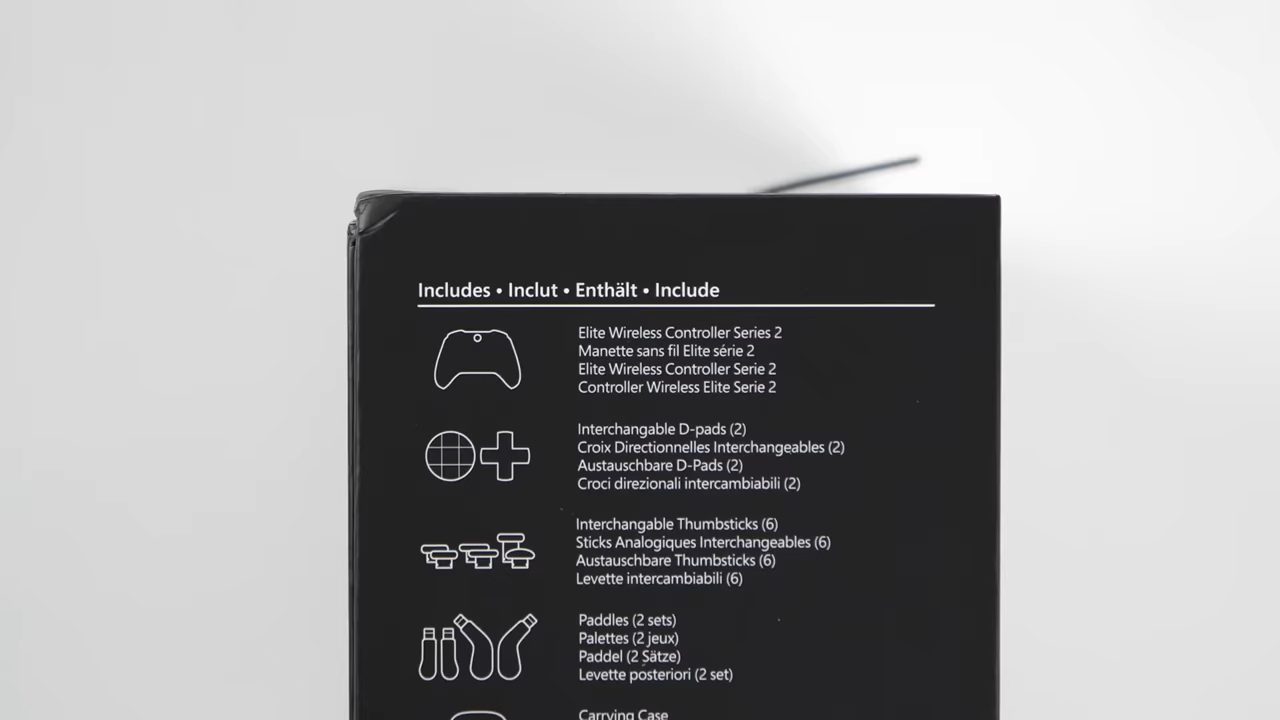 Includes • Inclut • Enthält • Include
Elite Wireless Controller Series 2
Manette sans fil Elite série 2
Elite Wireless Controller Serie 2
Controller Wireless Elite Serie 2
Interchangable D-pads (2)
Croix Directionnelles Interchangeables (2)
Austauschbare D-Pads (2)
Croci direzionali intercambiabili (2)
Interchangable Thumbsticks (6)
Sticks Analogiques Interchangeables (6)
Austauschbare Thumbsticks (6)
Levette intercambiabili (6)
Paddles (2 sets)
Palettes (2 jeux)
Paddel (2 Sätze)
Levette posteriori (2 set)
Carrying Case